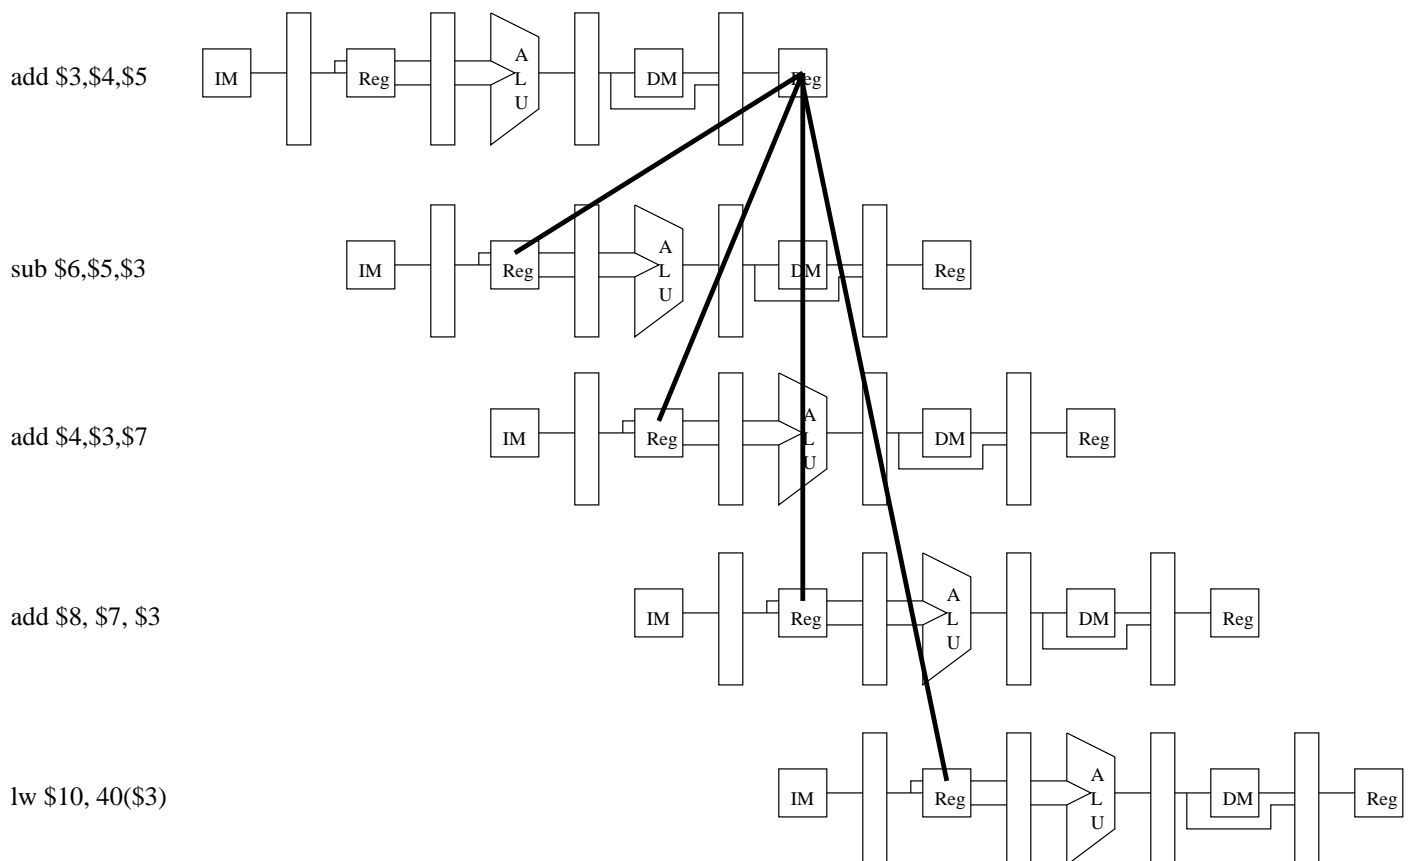 add $3,$4,$5 IM Reg A L U DM Reg
sub $6,$5,$3 IM Reg A L U DM Reg
add $4,$3,$7 IM Reg A L U DM Reg
add $8, $7, $3 IM Reg A L U DM Reg
lw $10, 40($3) IM Reg A L U DM Reg